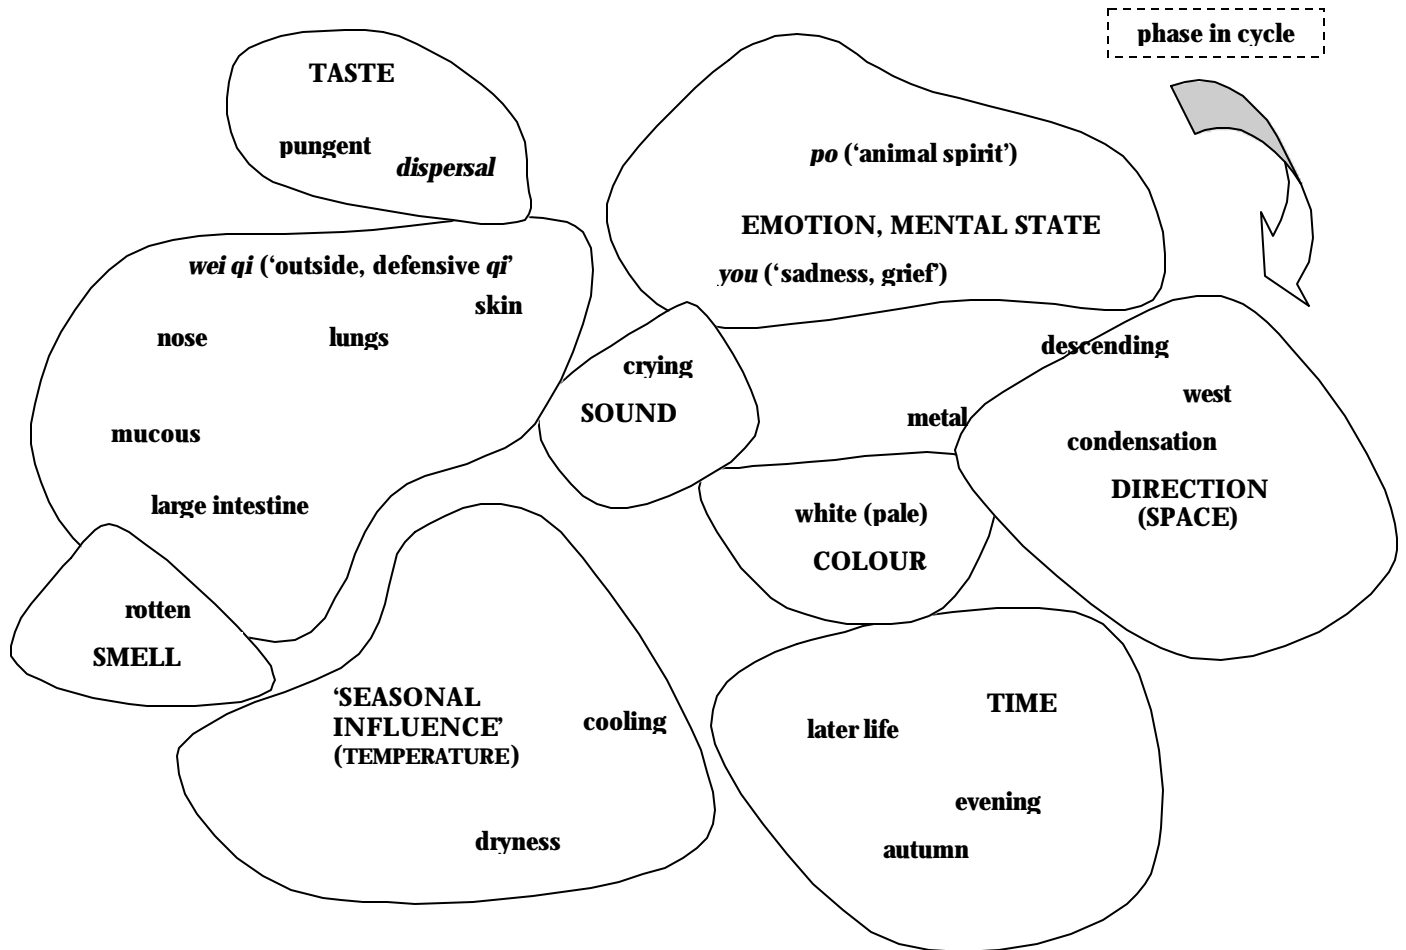 phase in cycle
TASTE
pungent
dispersal
po (‘animal spirit’)
EMOTION, MENTAL STATE
you (‘sadness, grief’)
wei qi (‘outside, defensive qi’
skin
nose
lungs
mucous
large intestine
crying
SOUND
descending
west
metal
condensation
DIRECTION
(SPACE)
white (pale)
COLOUR
rotten
SMELL
‘SEASONAL
INFLUENCE’
(TEMPERATURE)
cooling
dryness
TIME
later life
evening
autumn